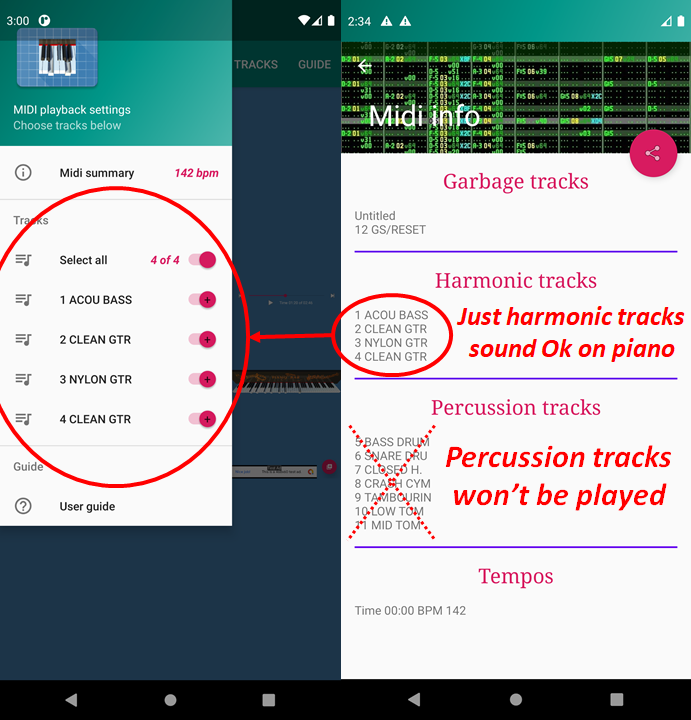 3:00
TRACKS GUIDE
MIDI playback settings
Choose tracks below
Midi summary 142 bpm
Tracks
Select all 4 of 4
1 ACOU BASS
2 CLEAN GTR
3 NYLON GTR
4 CLEAN GTR
Guide
User guide
2:34
Midi info
Garbage tracks
Untitled
12 GS/RESET
Harmonic tracks
1 ACOU BASS
2 CLEAN GTR
3 NYLON GTR
4 CLEAN GTR
Just harmonic tracks
sound Ok on piano
Percussion tracks
5 BASS DRUM
6 SNARE DRU
7 CLOSED H.
8 CRASH CYM
9 TAMBOURIN
10 LOW TOM
11 MID TOM
Percussion tracks
won't be played
Tempos
Time 00:00 BPM 142